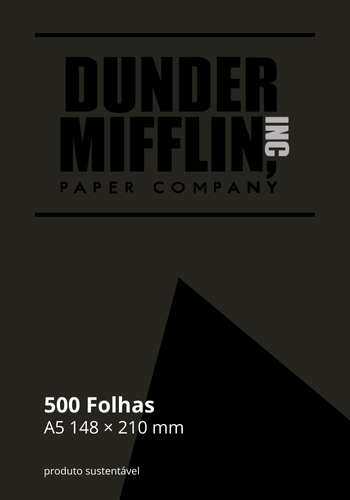 DUNDER
MIFFLIN,
INC
PAPER COMPANY
500 Folhas
A5 148 × 210 mm
produto sustentável